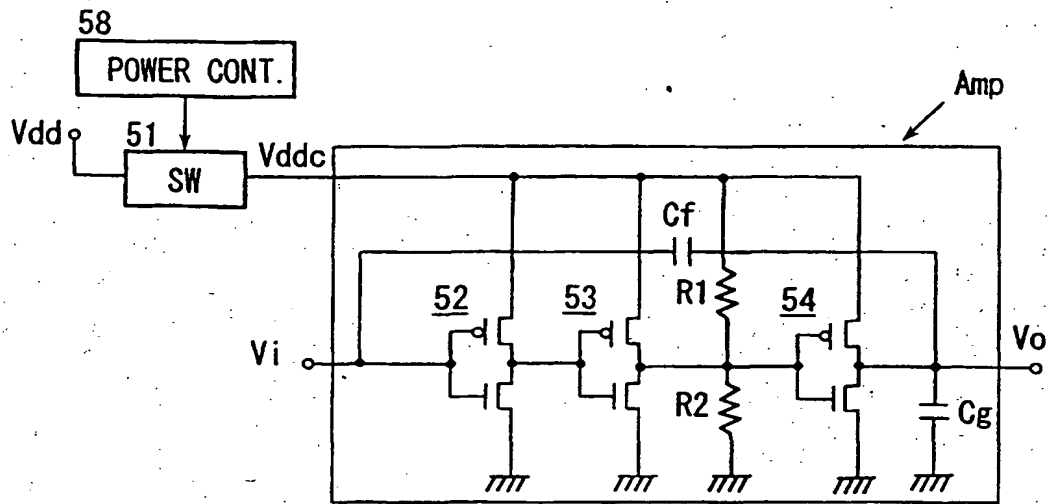 58
POWER CONT.
Amp
Vdd
51
Vddc
SW
Cf
R1
52
53
54
Vi
Vo
R2
Cg